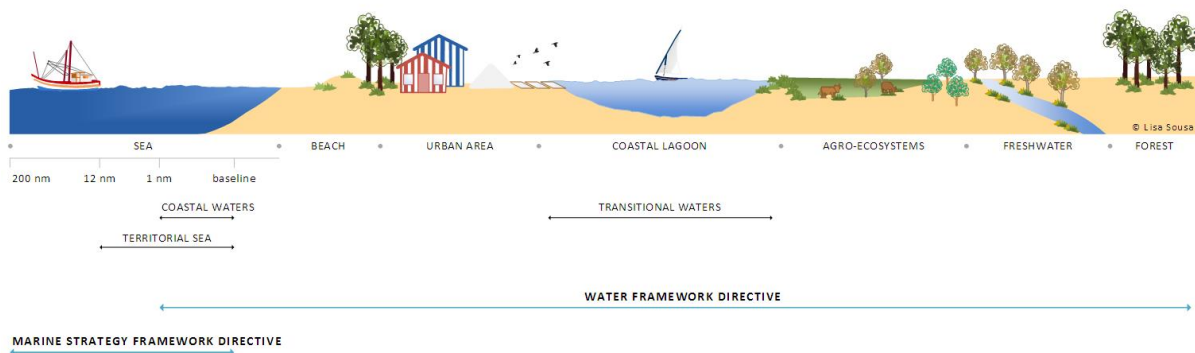 © Lisa Sousa
SEA BEACH URBAN AREA COASTAL LAGOON AGRO-ECOSYSTEMS FRESHWATER FOREST
200 nm 12 nm 1 nm baseline
COASTAL WATERS TRANSITIONAL WATERS
TERRITORIAL SEA
WATER FRAMEWORK DIRECTIVE
MARINE STRATEGY FRAMEWORK DIRECTIVE